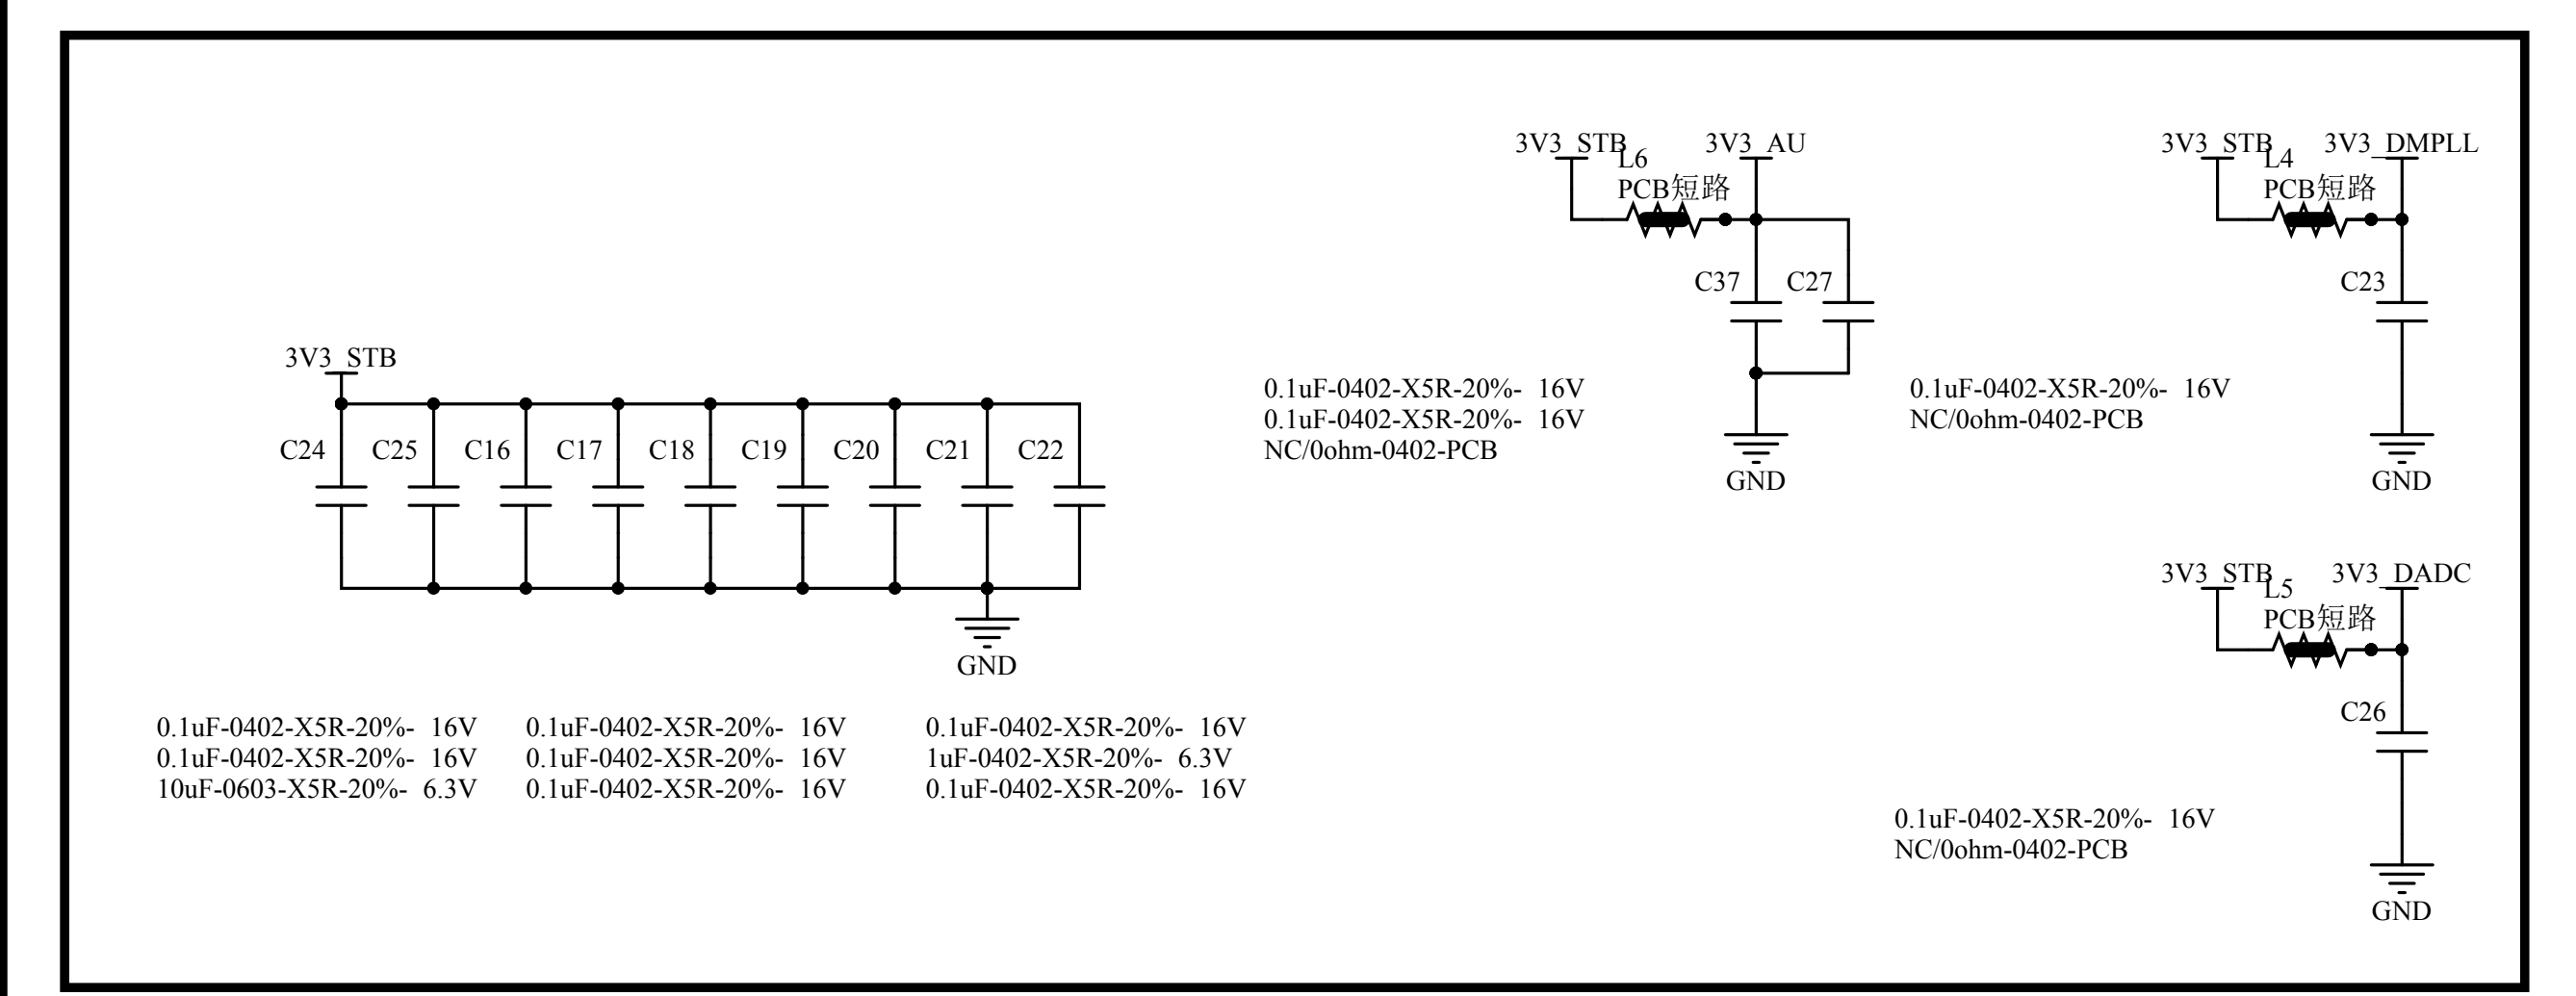 3V3_STB
3V3_AU
L6
PCB短路
C37
C27
0.1uF-0402-X5R-20%- 16V
0.1uF-0402-X5R-20%- 16V
NC/0ohm-0402-PCB
GND
3V3_STB
3V3_DMPLL
L4
PCB短路
C23
0.1uF-0402-X5R-20%- 16V
NC/0ohm-0402-PCB
GND
3V3_STB
C24 C25 C16 C17 C18 C19 C20 C21 C22
GND
0.1uF-0402-X5R-20%- 16V
0.1uF-0402-X5R-20%- 16V
10uF-0603-X5R-20%- 6.3V
0.1uF-0402-X5R-20%- 16V
0.1uF-0402-X5R-20%- 16V
0.1uF-0402-X5R-20%- 16V
0.1uF-0402-X5R-20%- 16V
1uF-0402-X5R-20%- 6.3V
0.1uF-0402-X5R-20%- 16V
3V3_STB
3V3_DADC
L5
PCB短路
C26
0.1uF-0402-X5R-20%- 16V
NC/0ohm-0402-PCB
GND